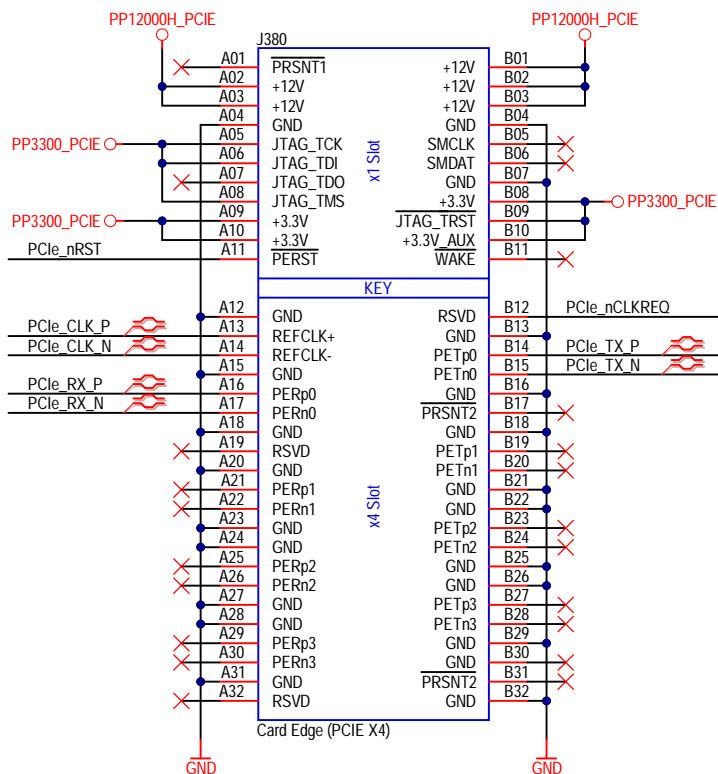 PP12000H_PCIE PP12000H_PCIE
J380
A01 PRSNT1 +12V B01
A02 +12V +12V B02
A03 +12V +12V B03
A04 GND GND B04
PP3300_PCIE A05 JTAG_TCK SMCLK B05
A06 JTAG_TDI SMDAT B06
A07 JTAG_TDO GND B07
A08 JTAG_TMS +3.3V B08 PP3300_PCIE
PP3300_PCIE A09 +3.3V JTAG_TRST B09
A10 +3.3V +3.3V_AUX B10
PCIe_nRST A11 PERST WAKE B11
x1 Slot
KEY
A12 GND RSVD B12 PCIe_nCLKREQ
PCIe_CLK_P A13 REFCLK+ GND B13
PCIe_CLK_N A14 REFCLK- PETp0 B14 PCIe_TX_P
A15 GND PETn0 B15 PCIe_TX_N
PCIe_RX_P A16 PERp0 GND B16
PCIe_RX_N A17 PERn0 PRSNT2 B17
A18 GND GND B18
A19 RSVD PETp1 B19
A20 GND PETn1 B20
A21 PERp1 GND B21
A22 PERn1 GND B22
A23 GND PETp2 B23
A24 GND PETn2 B24
A25 PERp2 GND B25
A26 PERn2 GND B26
A27 GND PETp3 B27
A28 GND PETn3 B28
A29 PERp3 GND B29
A30 PERn3 GND B30
A31 GND PRSNT2 B31
A32 RSVD GND B32
x4 Slot
Card Edge (PCIE X4)
GND GND